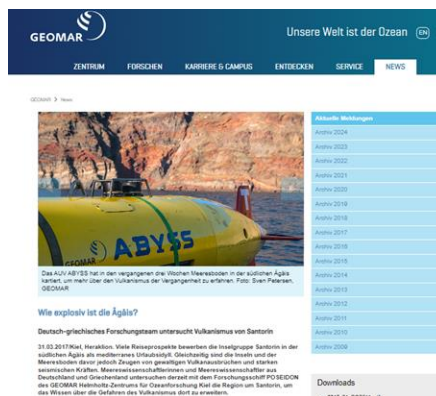 GEOMAR
Unsere Welt ist der Ozean
EN
ZENTRUM FORSCHEN KARRIERE & CAMPUS ENTDECKEN SERVICE NEWS
GEOMAR > News
GEOMAR ABYSS
Das AUV ABYSS hat in den vergangenen drei Wochen Meeresboden in der südlichen Ägäis
kartiert, um mehr über den Vulkanismus der Vergangenheit zu erfahren. Foto: Sven Petersen,
GEOMAR
Wie explosiv ist die Ägäis?
Deutsch-griechisches Forschungsteam untersucht Vulkanismus von Santorin
31.03.2017/Kiel, Heraklion. Viele Reiseprospekte bewerben die Inselgruppe Santorin in der
südlichen Ägäis als mediterranes Urlaubsidyll. Gleichzeitig sind die Inseln und der
Meeresboden davor jedoch Zeugen von gewaltigen Vulkanausbrüchen und starken
seismischen Kräften. Meereswissenschaftlerinnen und Meereswissenschaftler aus
Deutschland und Griechenland untersuchen derzeit mit dem Forschungsschiff POSEIDON
des GEOMAR Helmholtz-Zentrums für Ozeanforschung Kiel die Region um Santorin, um
das Wissen über die Gefahren des Vulkanismus dort zu erweitern.
Aktuelle Meldungen
Archiv 2024
Archiv 2023
Archiv 2022
Archiv 2021
Archiv 2020
Archiv 2019
Archiv 2018
Archiv 2017
Archiv 2016
Archiv 2015
Archiv 2014
Archiv 2013
Archiv 2012
Archiv 2011
Archiv 2010
Archiv 2009
Downloads